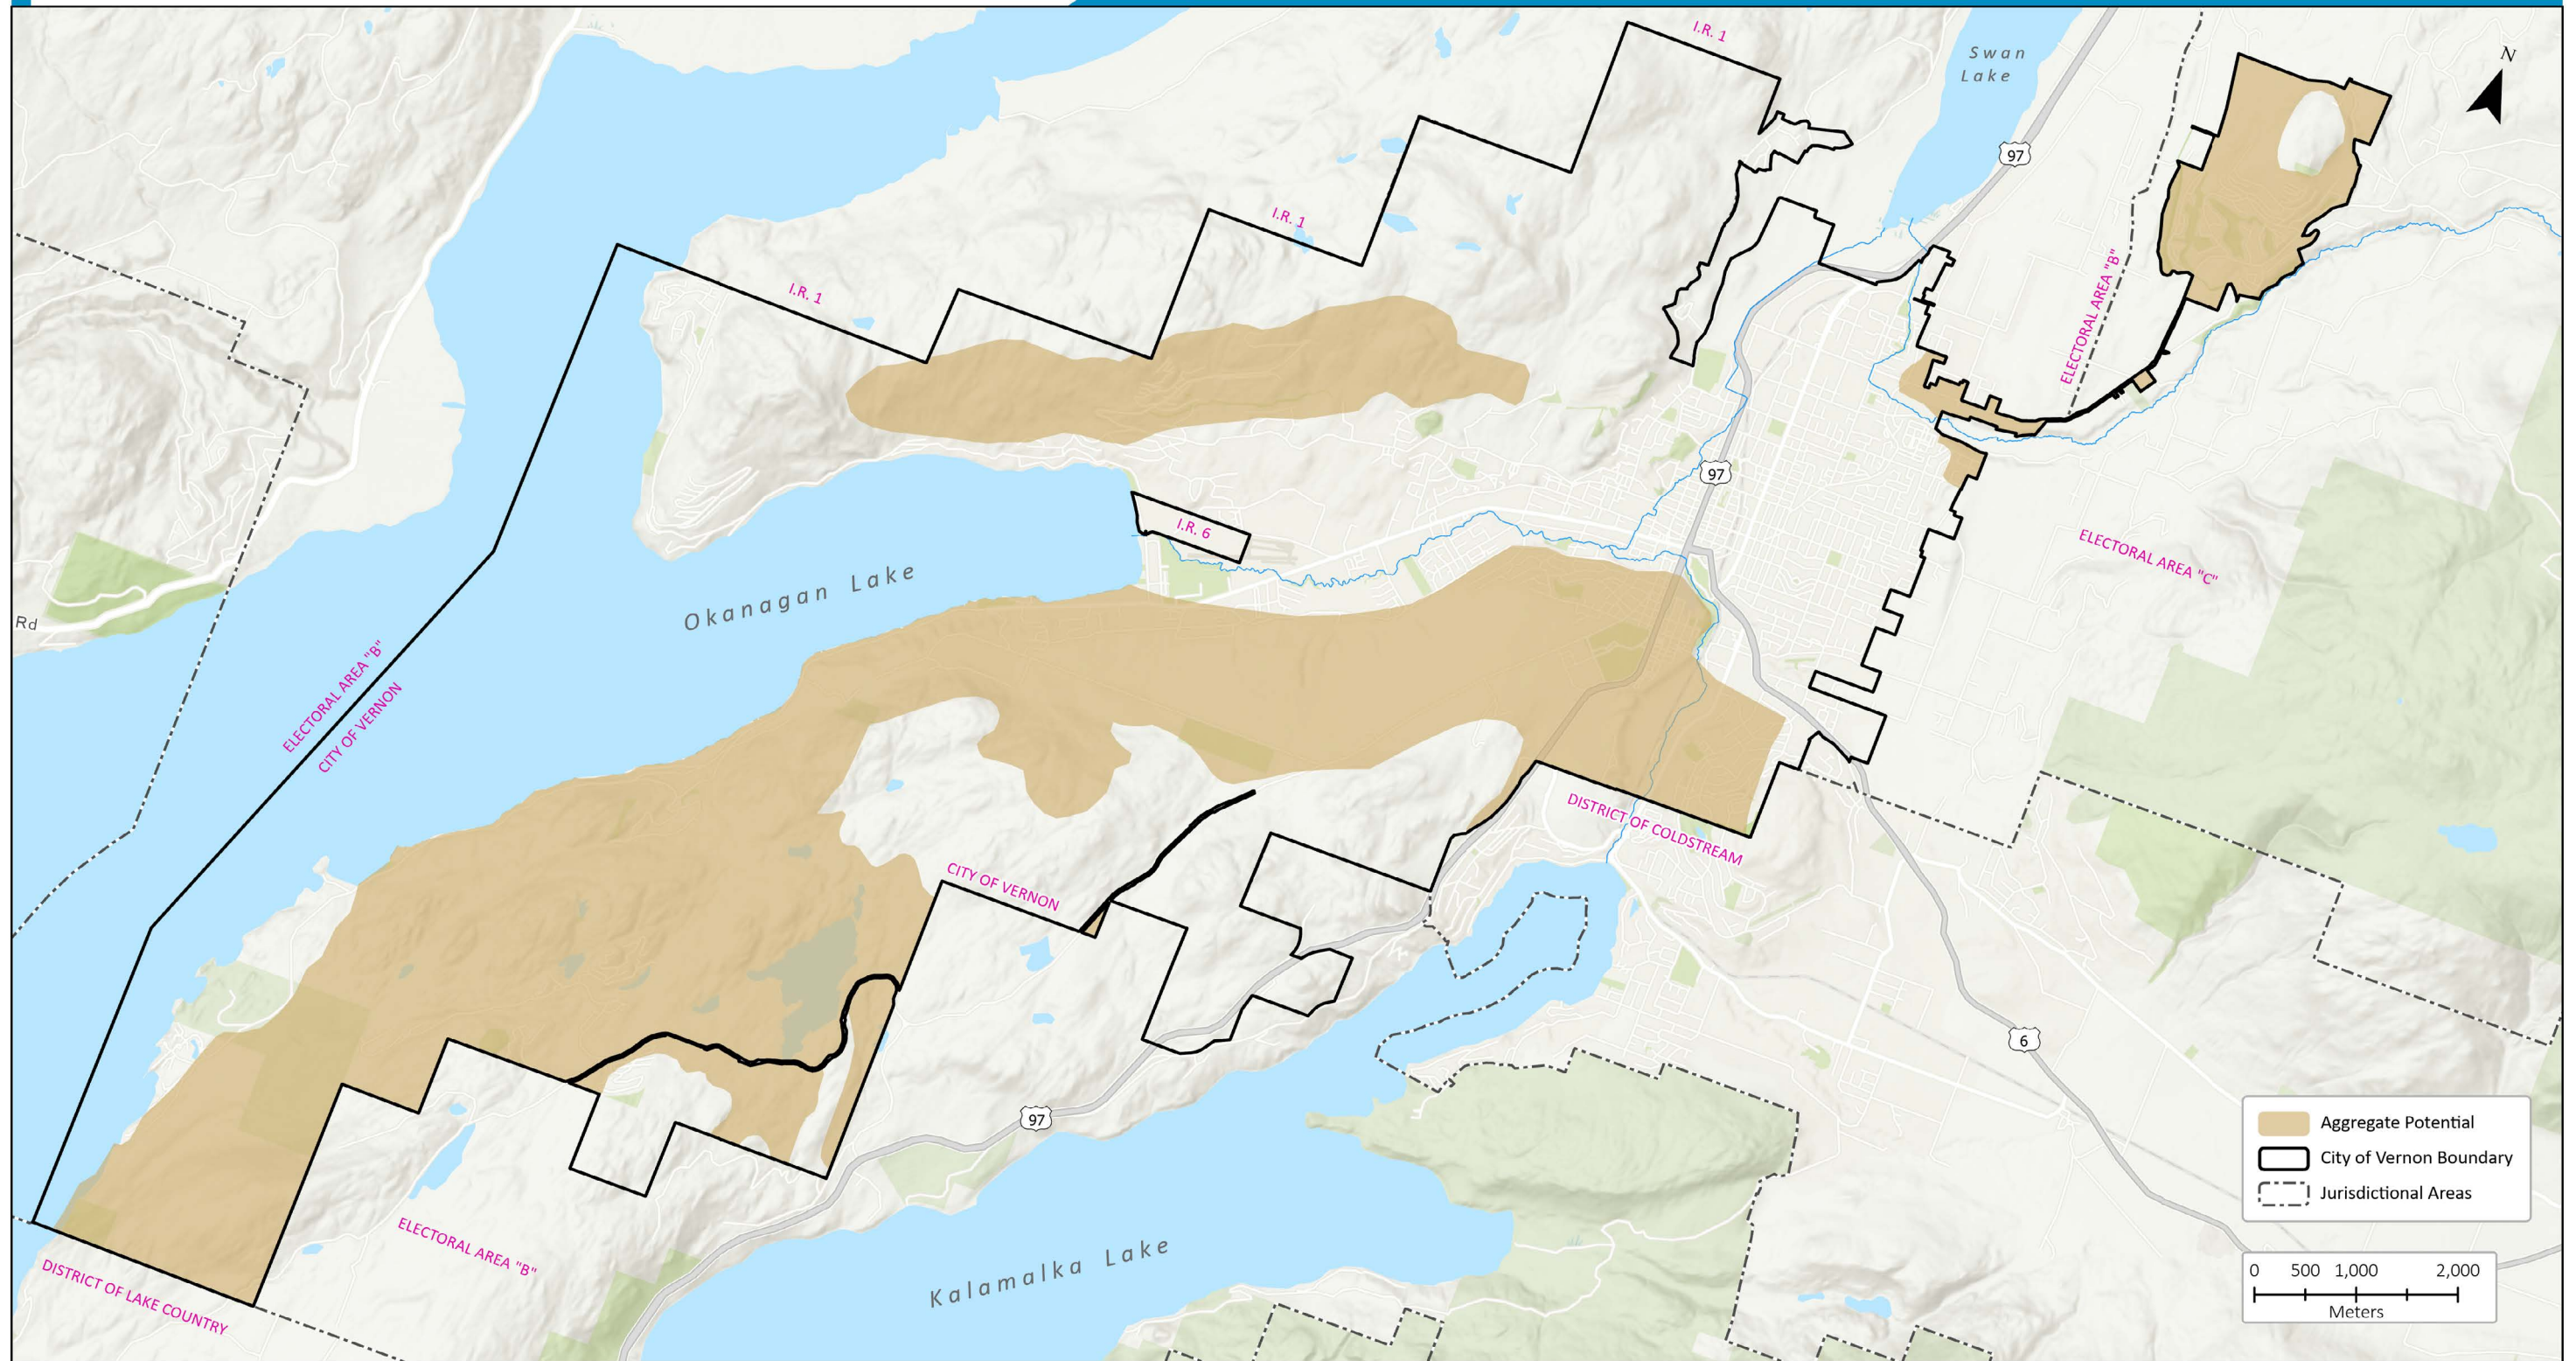 I.R. 1
Swan
Lake
N
97
I.R. 1
I.R. 1
ELECTORAL AREA "B"
97
I.R. 6
ELECTORAL AREA "C"
Okanagan Lake
Rd
ELECTORAL AREA "B"
CITY OF VERNON
DISTRICT OF COLDSTREAM
CITY OF VERNON
6
97
ELECTORAL AREA "B"
Kalamalka Lake
DISTRICT OF LAKE COUNTRY
Aggregate Potential
City of Vernon Boundary
Jurisdictional Areas
0 500 1,000 2,000
Meters